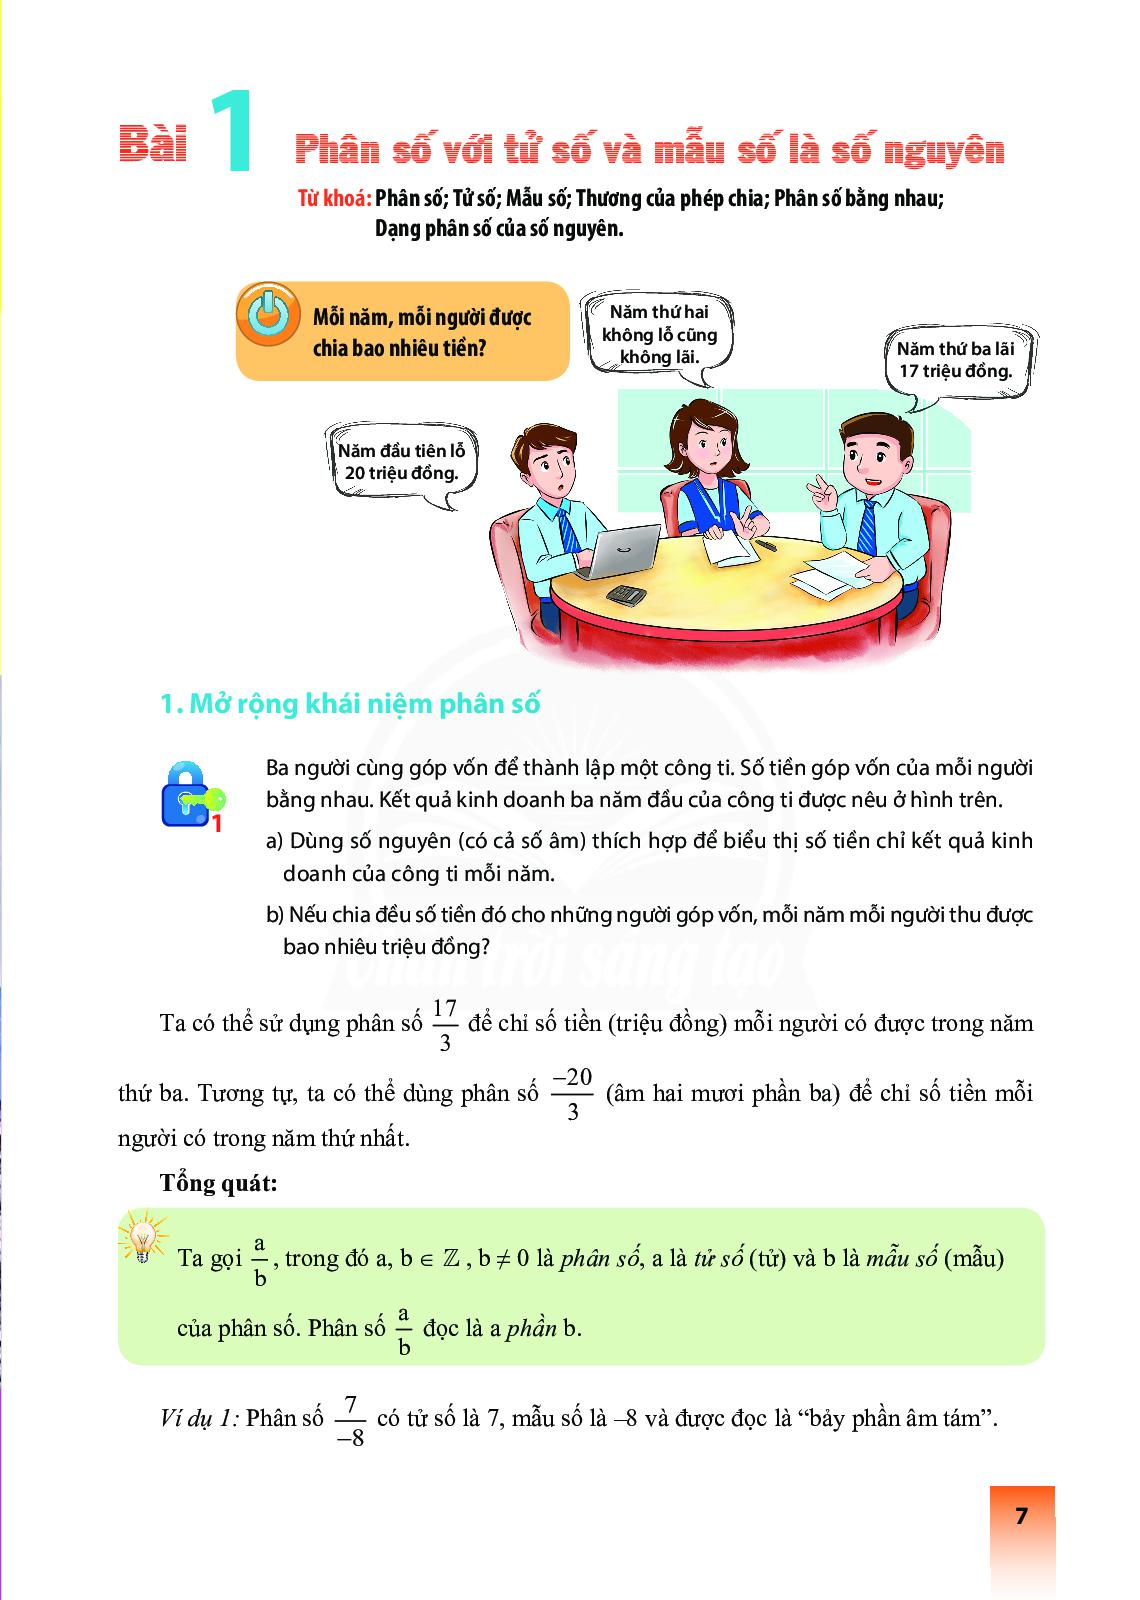 Bài 1 Phân số với tử số và mẫu số là số nguyên
Từ khoá: Phân số; Tử số; Mẫu số; Thương của phép chia; Phân số bằng nhau;
Dạng phân số của số nguyên.
Mỗi năm, mỗi người được
chia bao nhiêu tiền?
Năm thứ hai
không lỗ cũng
không lãi.
Năm thứ ba lãi
17 triệu đồng.
Năm đầu tiên lỗ
20 triệu đồng.
1. Mở rộng khái niệm phân số
1
Ba người cùng góp vốn để thành lập một công ti. Số tiền góp vốn của mỗi người
bằng nhau. Kết quả kinh doanh ba năm đầu của công ti được nêu ở hình trên.
a) Dùng số nguyên (có cả số âm) thích hợp để biểu thị số tiền chỉ kết quả kinh
doanh của công ti mỗi năm.
b) Nếu chia đều số tiền đó cho những người góp vốn, mỗi năm mỗi người thu được
bao nhiêu triệu đồng?
Chân trời sáng tạo
Ta có thể sử dụng phân số 17/3 để chỉ số tiền (triệu đồng) mỗi người có được trong năm
thứ ba. Tương tự, ta có thể dùng phân số –20/3 (âm hai mươi phần ba) để chỉ số tiền mỗi
người có trong năm thứ nhất.
Tổng quát:
Ta gọi a/b, trong đó a, b ∈ ℤ, b ≠ 0 là phân số, a là tử số (tử) và b là mẫu số (mẫu)
của phân số. Phân số a/b đọc là a phần b.
Ví dụ 1: Phân số 7/–8 có tử số là 7, mẫu số là –8 và được đọc là “bảy phần âm tám”.
7